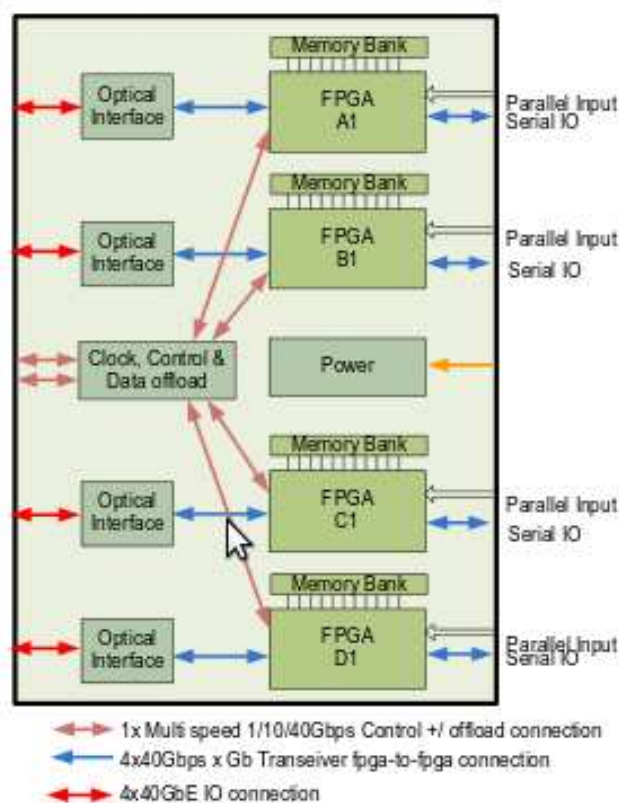 Memory Bank
Optical
Interface
FPGA
A1
Parallel Input
Serial IO
Memory Bank
Optical
Interface
FPGA
B1
Parallel Input
Serial IO
Clock, Control &
Data offload
Power
Memory Bank
Optical
Interface
FPGA
C1
Parallel Input
Serial IO
Memory Bank
Optical
Interface
FPGA
D1
Parallel Input
Serial IO
1x Multi speed 1/10/40Gbps Control +/ offload connection
4x40Gbps x Gb Transeiver fpga-to-fpga connection
4x40GbE IO connection